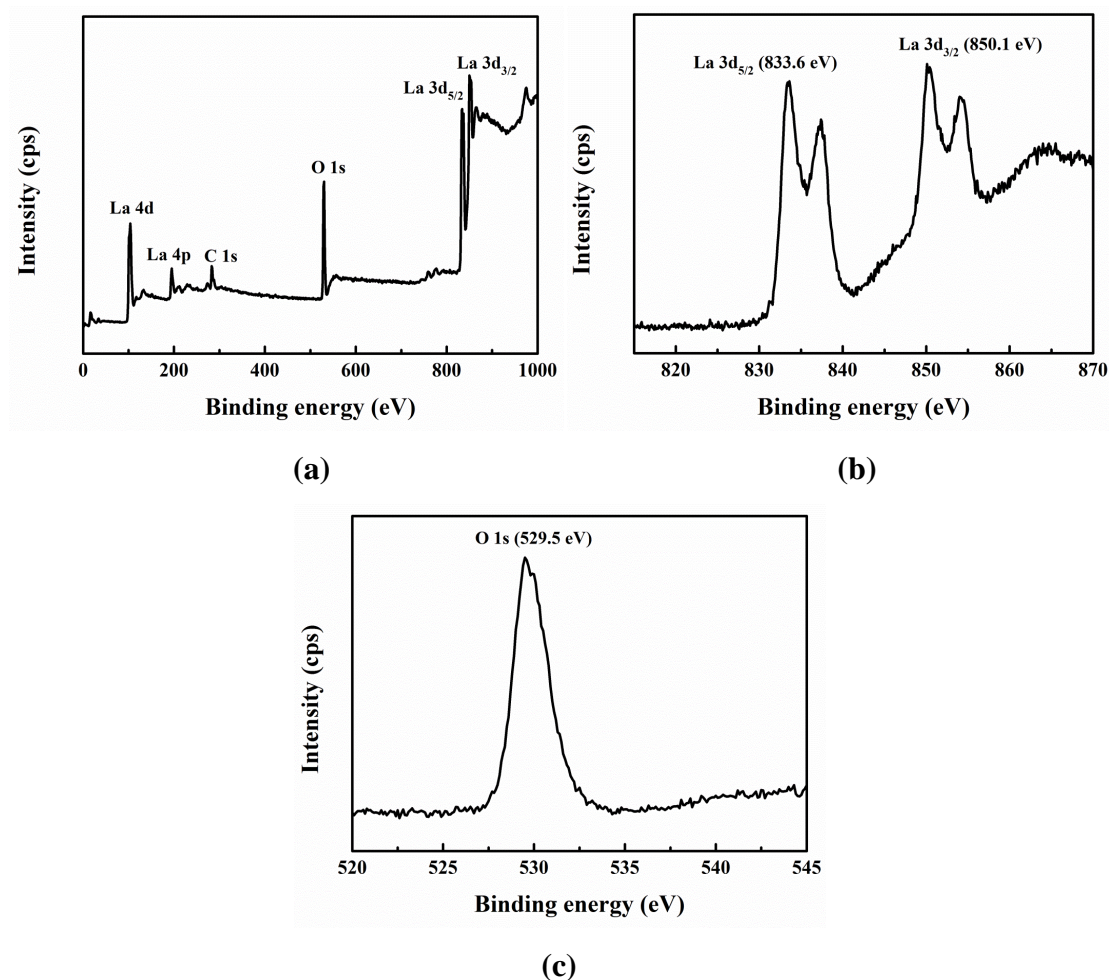 La 3d3/2
La 3d5/2
O 1s
La 4d
La 4p
C 1s
Intensity (cps)
0 200 400 600 800 1000
Binding energy (eV)
(a)
La 3d3/2 (850.1 eV)
La 3d5/2 (833.6 eV)
Intensity (cps)
820 830 840 850 860 870
Binding energy (eV)
(b)
O 1s (529.5 eV)
Intensity (cps)
520 525 530 535 540 545
Binding energy (eV)
(c)